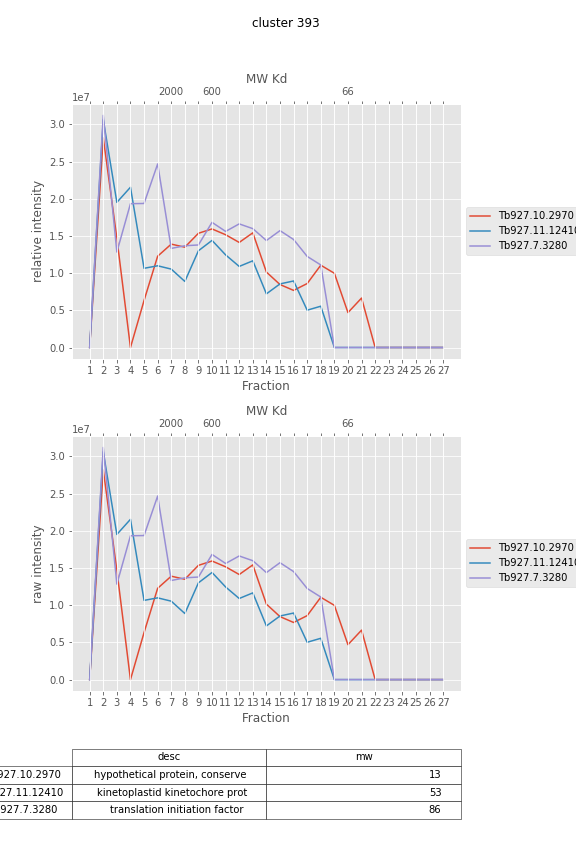 cluster 393
MW Kd
1e7 2000 600 66
3.0
2.5
2.0
1.5
1.0
0.5
0.0
relative intensity
1 2 3 4 5 6 7 8 9 10 11 12 13 14 15 16 17 18 19 20 21 22 23 24 25 26 27
Fraction
Tb927.10.2970
Tb927.11.12410
Tb927.7.3280
MW Kd
1e7 2000 600 66
3.0
2.5
2.0
1.5
1.0
0.5
0.0
raw intensity
1 2 3 4 5 6 7 8 9 10 11 12 13 14 15 16 17 18 19 20 21 22 23 24 25 26 27
Fraction
Tb927.10.2970
Tb927.11.12410
Tb927.7.3280
desc mw
927.10.2970 hypothetical protein, conserve 13
27.11.12410 kinetoplastid kinetochore prot 53
927.7.3280 translation initiation factor 86